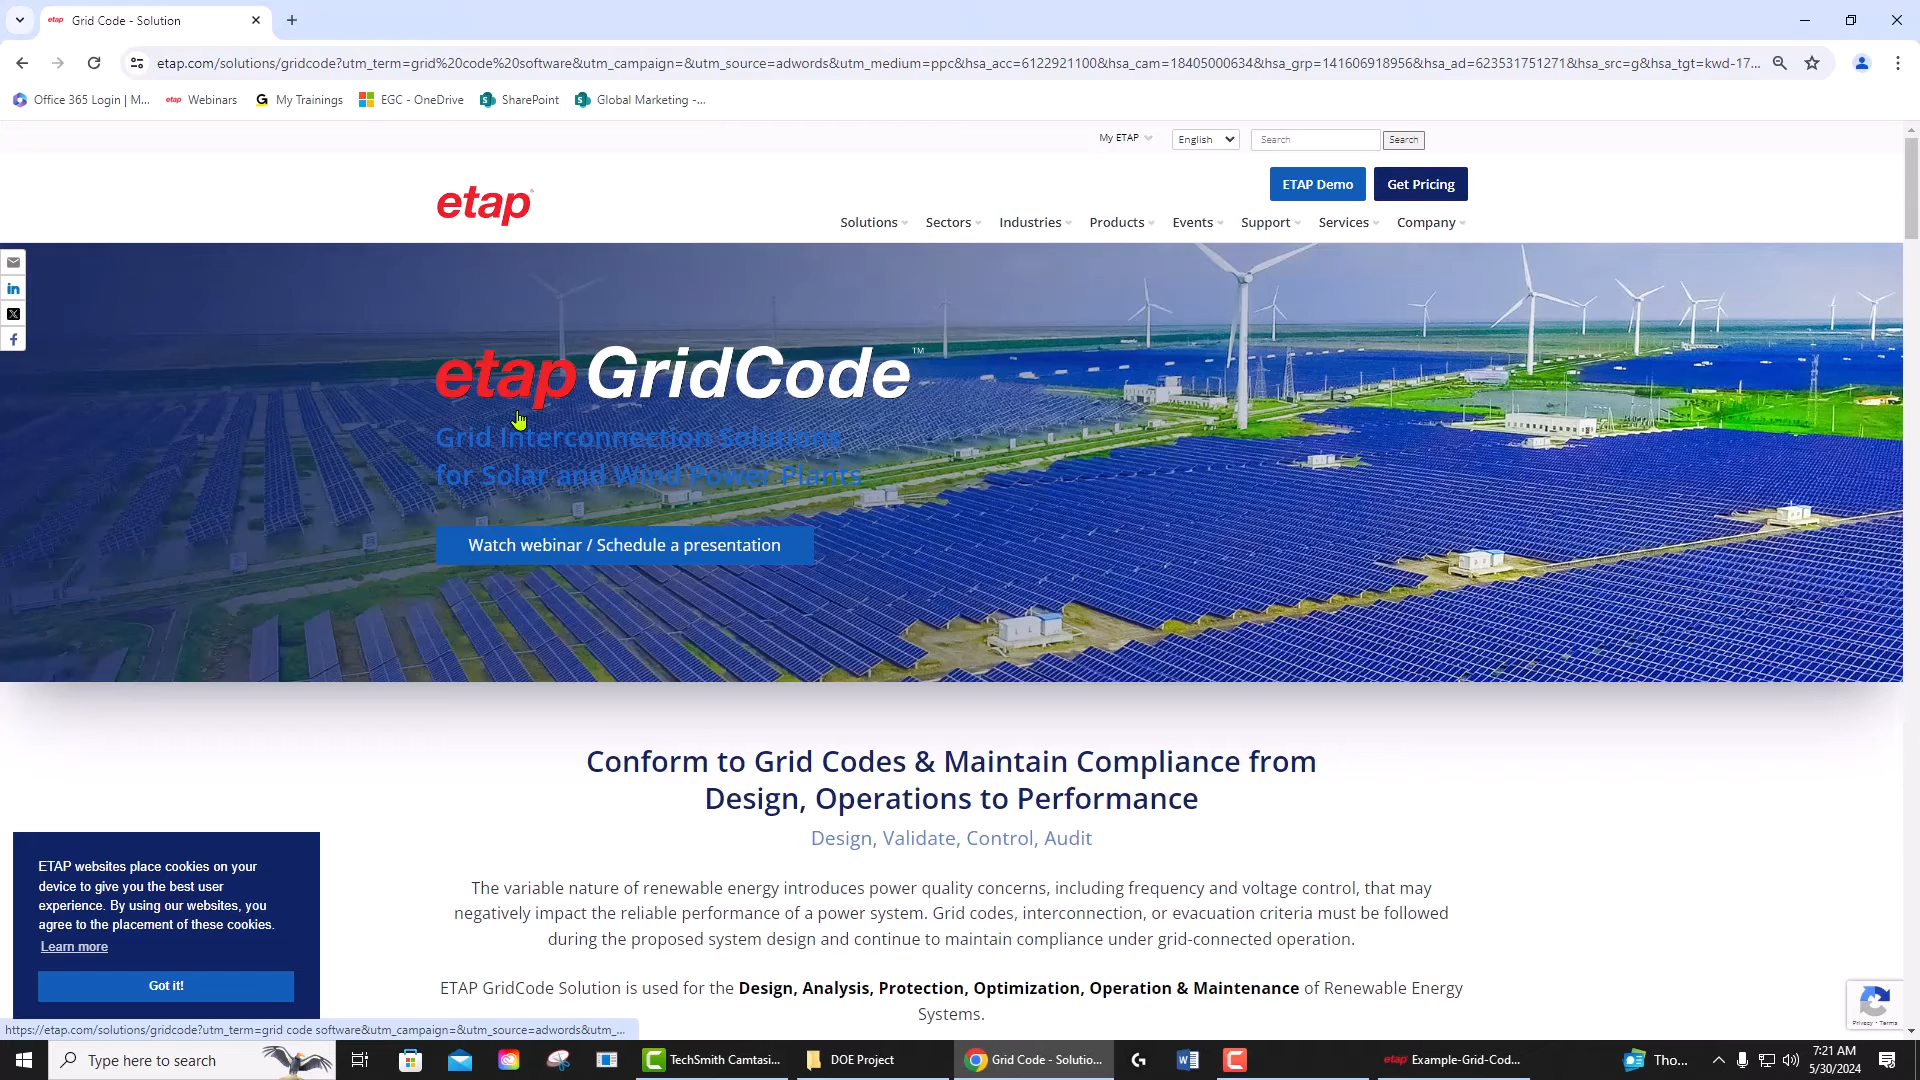 etap Grid Code - Solution
etap.com/solutions/gridcode?utm_term=grid%20code%20software&utm_campaign=&utm_source=adwords&utm_medium=ppc&hsa_acc=6122921100&hsa_cam=18405000634&hsa_grp=141606918956&hsa_ad=623531751271&hsa_src=g&hsa_tgt=kwd-17...
Office 365 Login | M... etap Webinars G My Trainings EGC - OneDrive SharePoint Global Marketing -...
My ETAP English Search Search
etap
ETAP Demo Get Pricing
Solutions Sectors Industries Products Events Support Services Company
etap GridCode™
Grid Interconnection Solutions
for Solar and Wind Power Plants
Watch webinar / Schedule a presentation
Conform to Grid Codes & Maintain Compliance from
Design, Operations to Performance
Design, Validate, Control, Audit
The variable nature of renewable energy introduces power quality concerns, including frequency and voltage control, that may
negatively impact the reliable performance of a power system. Grid codes, interconnection, or evacuation criteria must be followed
during the proposed system design and continue to maintain compliance under grid-connected operation.
ETAP GridCode Solution is used for the Design, Analysis, Protection, Optimization, Operation & Maintenance of Renewable Energy
Systems.
ETAP websites place cookies on your
device to give you the best user
experience. By using our websites, you
agree to the placement of these cookies.
Learn more
Got it!
Privacy - Terms
https://etap.com/solutions/gridcode?utm_term=grid code software&utm_campaign=&utm_source=adwords&utm_...
Type here to search
TechSmith Camtasi...
DOE Project
Grid Code - Solutio...
etap Example-Grid-Cod...
Tho...
7:21 AM
5/30/2024